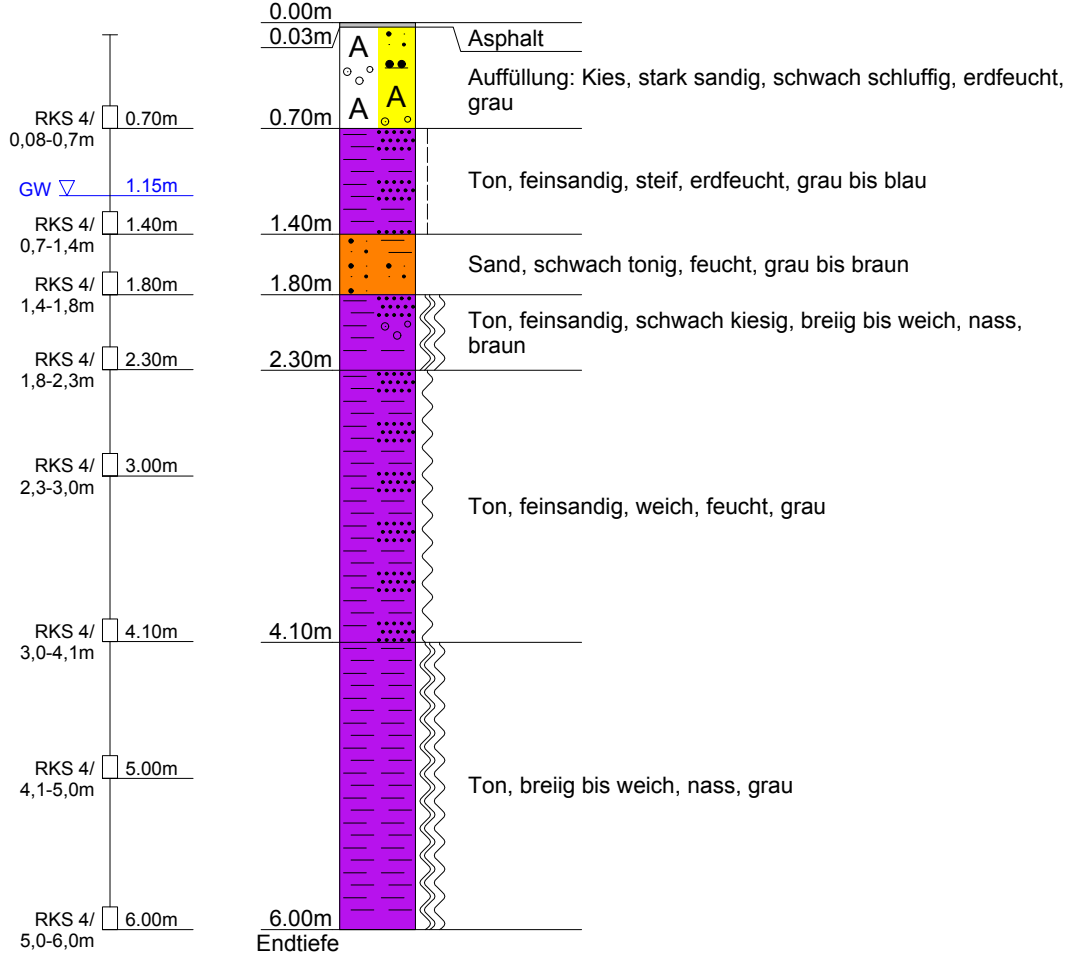 0.00m
0.03m
Asphalt
A
A
A
Auffüllung: Kies, stark sandig, schwach schluffig, erdfeucht,
grau
0.70m
RKS 4/ 0.70m
0,08-0,7m
Ton, feinsandig, steif, erdfeucht, grau bis blau
GW 1.15m
1.40m
RKS 4/ 1.40m
0,7-1,4m
Sand, schwach tonig, feucht, grau bis braun
1.80m
RKS 4/ 1.80m
1,4-1,8m
Ton, feinsandig, schwach kiesig, breiig bis weich, nass,
braun
2.30m
RKS 4/ 2.30m
1,8-2,3m
RKS 4/ 3.00m
2,3-3,0m
Ton, feinsandig, weich, feucht, grau
4.10m
RKS 4/ 4.10m
3,0-4,1m
RKS 4/ 5.00m
4,1-5,0m
Ton, breiig bis weich, nass, grau
6.00m
RKS 4/ 6.00m
5,0-6,0m
Endtiefe